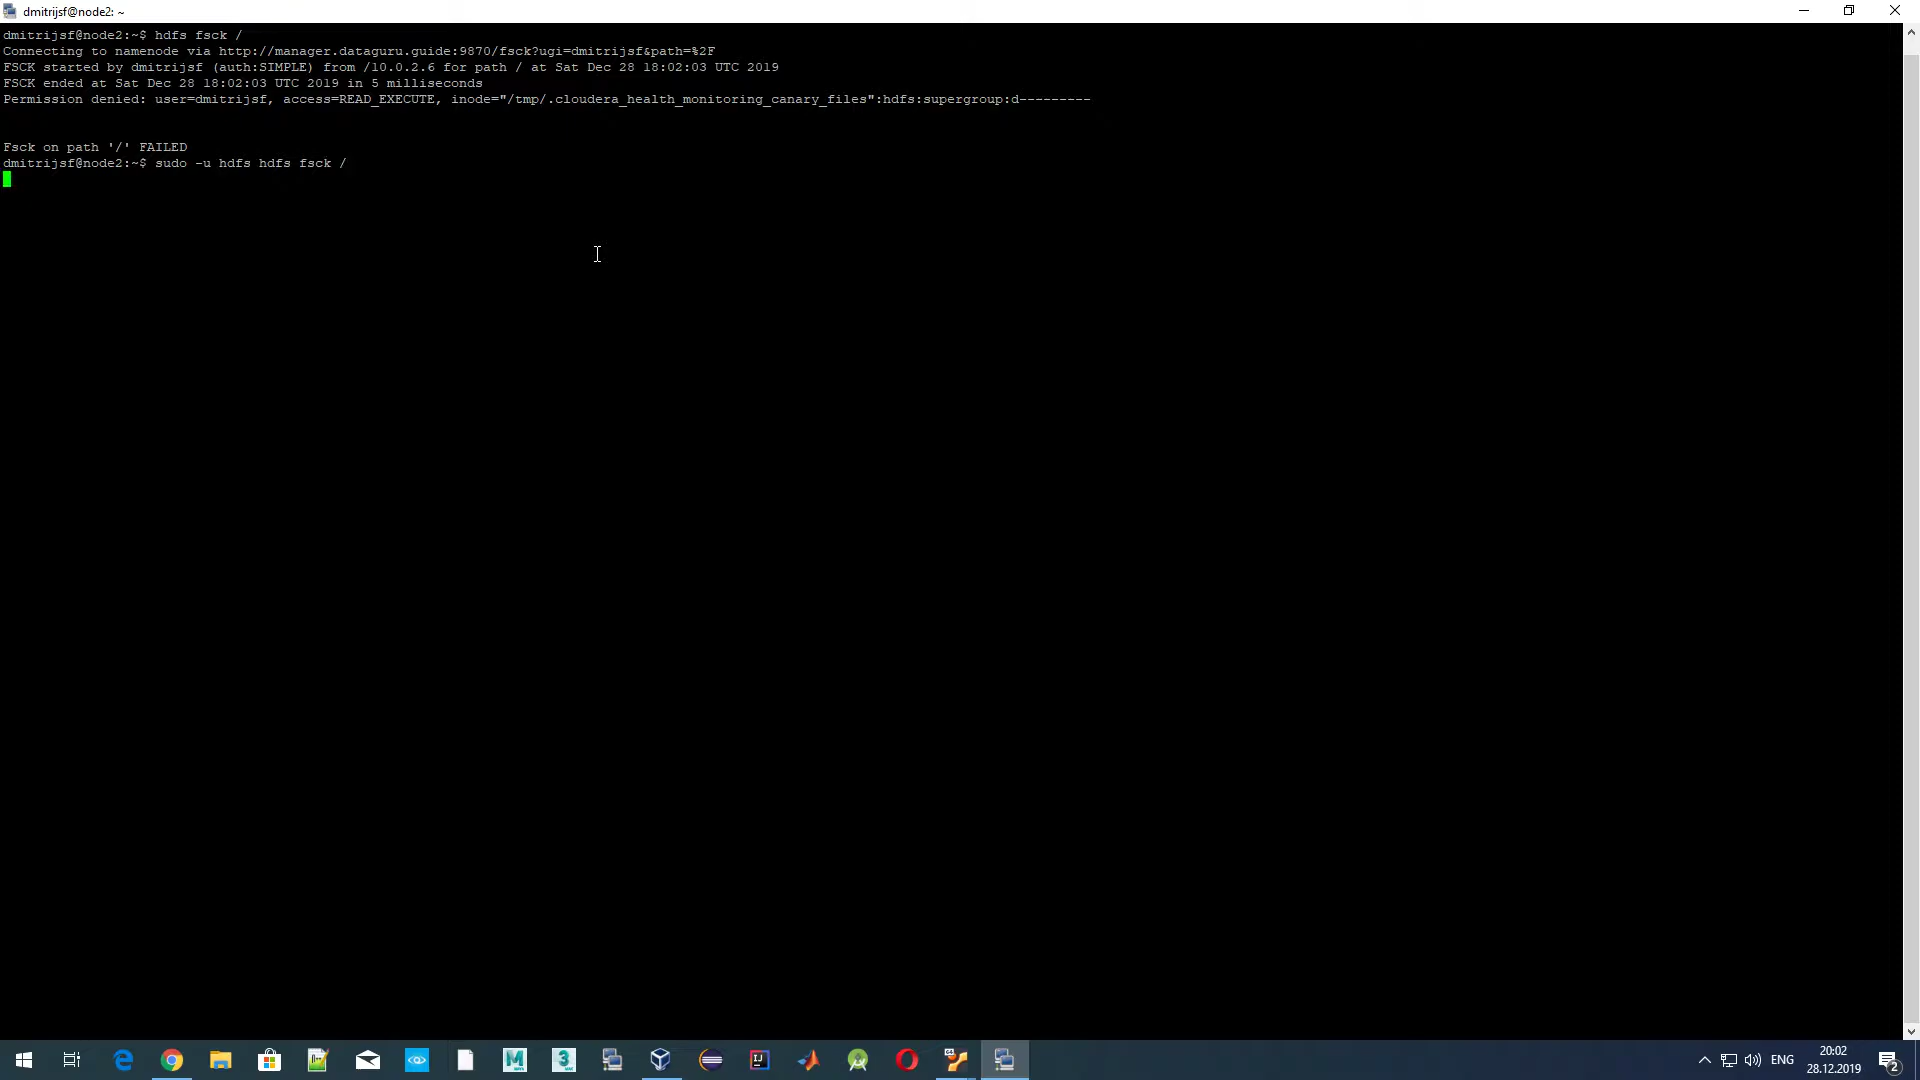 dmitrijsf@node2: ~
dmitrijsf@node2:~$ hdfs fsck /
Connecting to namenode via http://manager.dataguru.guide:9870/fsck?ugi=dmitrijsf&path=%2F
FSCK started by dmitrijsf (auth:SIMPLE) from /10.0.2.6 for path / at Sat Dec 28 18:02:03 UTC 2019
FSCK ended at Sat Dec 28 18:02:03 UTC 2019 in 5 milliseconds
Permission denied: user=dmitrijsf, access=READ_EXECUTE, inode="/tmp/.cloudera_health_monitoring_canary_files":hdfs:supergroup:d---------
Fsck on path '/' FAILED
dmitrijsf@node2:~$ sudo -u hdfs hdfs fsck /
ENG
20:02
28.12.2019
2